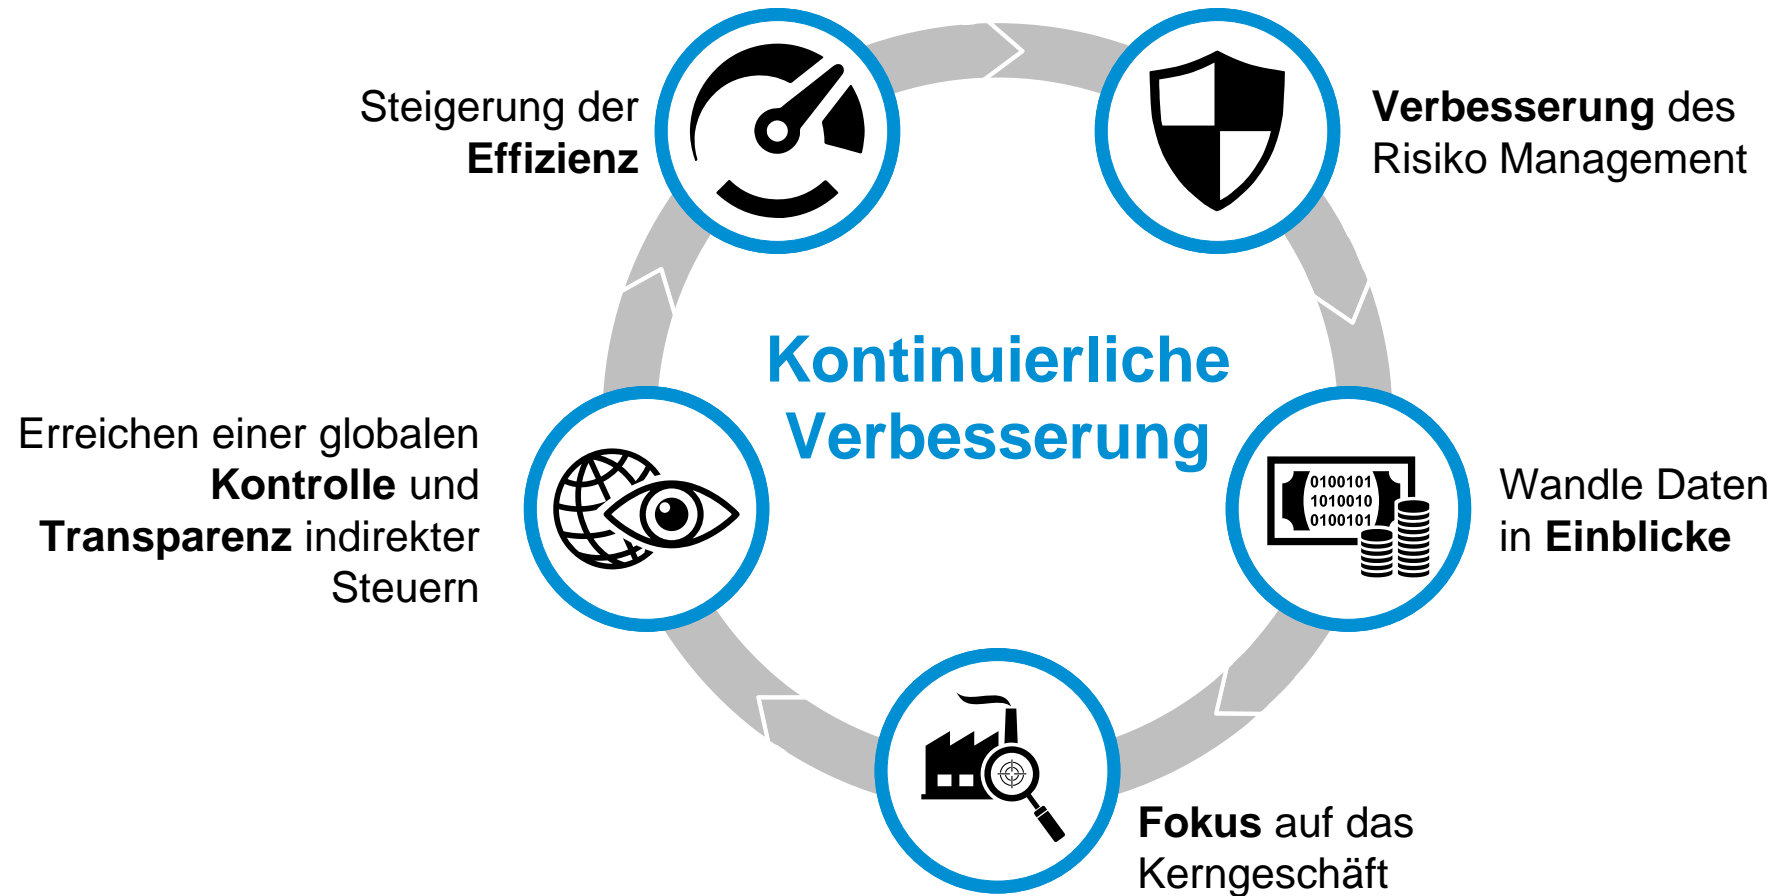 Steigerung der
Effizienz
Verbesserung des
Risiko Management
Kontinuierliche
Verbesserung
Erreichen einer globalen
Kontrolle und
Transparenz indirekter
Steuern
0100101
1010010
0100101
Wandle Daten
in Einblicke
Fokus auf das
Kerngeschäft